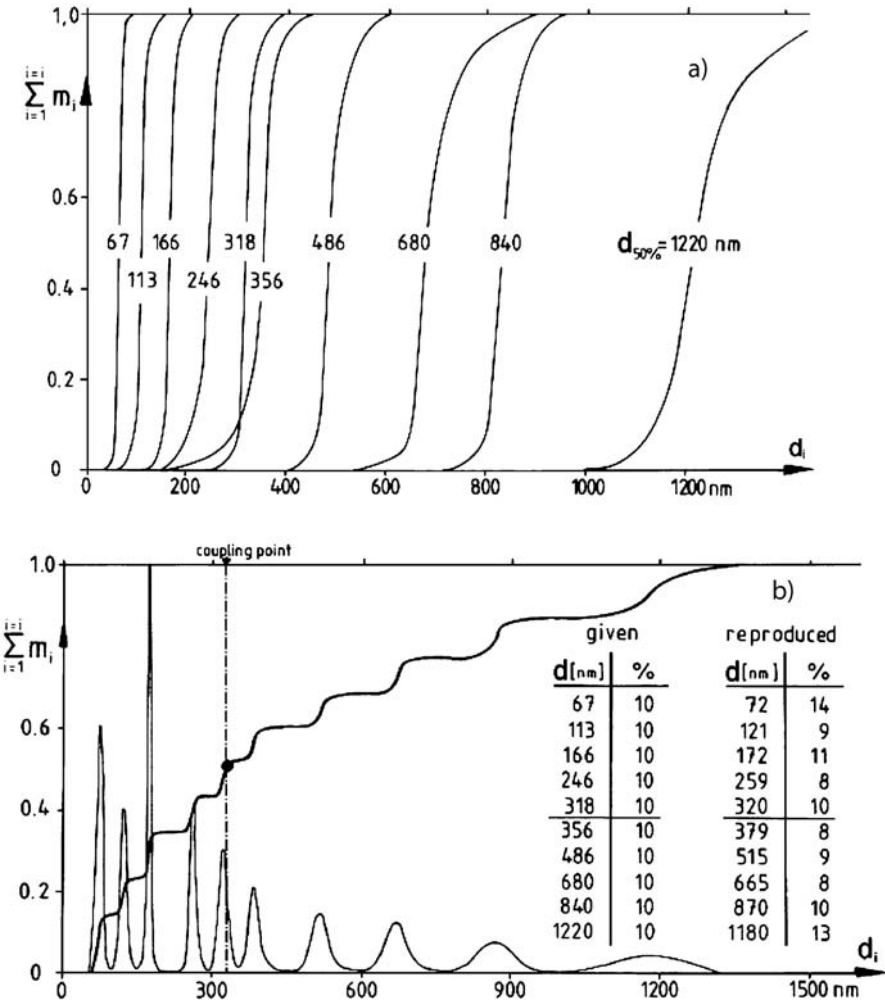 1,0
a)
i=i
∑ m i
i=1
0.6
67 166 318 486 680 840 d50%= 1220 nm
113 246 356
0.4
0.2
d i
0
0 200 400 600 800 1000 1200 nm
coupling point
1.0
b)
i=i
∑ m i
i=1
given reproduced
d[nm] % d[nm] %
67 10 72 14
0.6
113 10 121 9
166 10 172 11
246 10 259 8
0.4
318 10 320 10
356 10 379 8
486 10 515 9
0.2
680 10 665 8
840 10 870 10
1220 10 1180 13
d i
0
0 300 600 900 1200 1500 nm